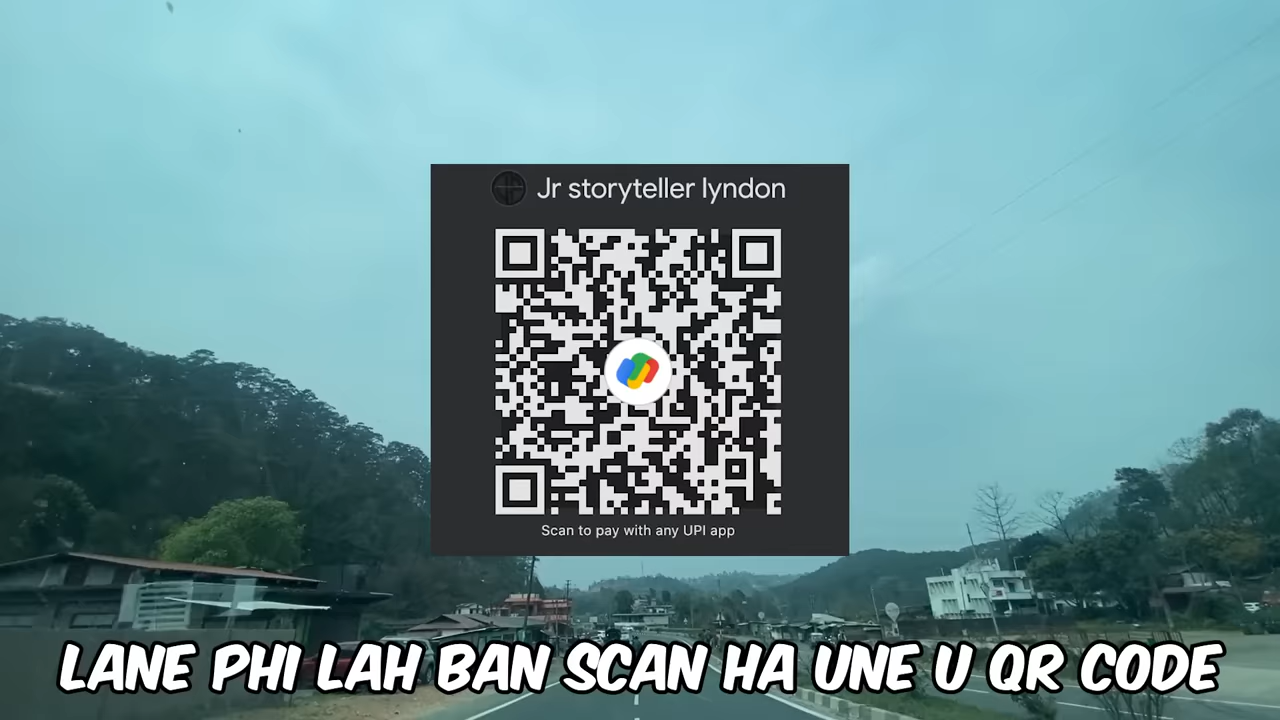 Jr storyteller lyndon
Scan to pay with any UPI app
LANE PHI LAH BAN SCAN HA UNE U QR CODE